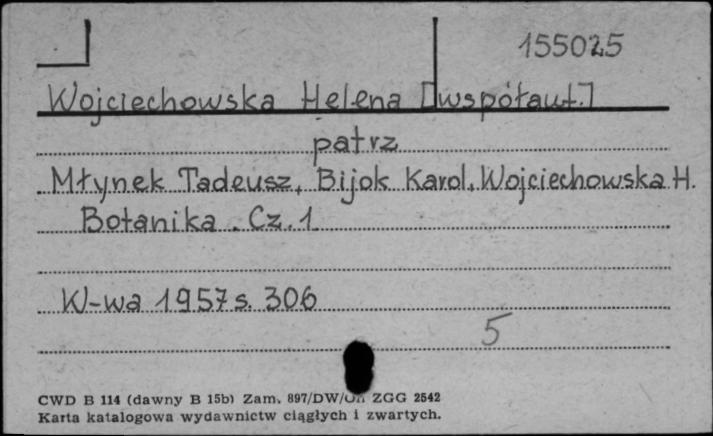 155025
Wojciechowska Helena [współaut.]
patrz
Młynek Tadeusz, Bijok Karol, Wojciechowska H.
Botanika. Cz. 1
W-wa 1957 s. 306
5
CWD B 114 (dawny B 15b) Zam. 897/DW/ ZGG 2542
Karta katalogowa wydawnictw ciągłych i zwartych.